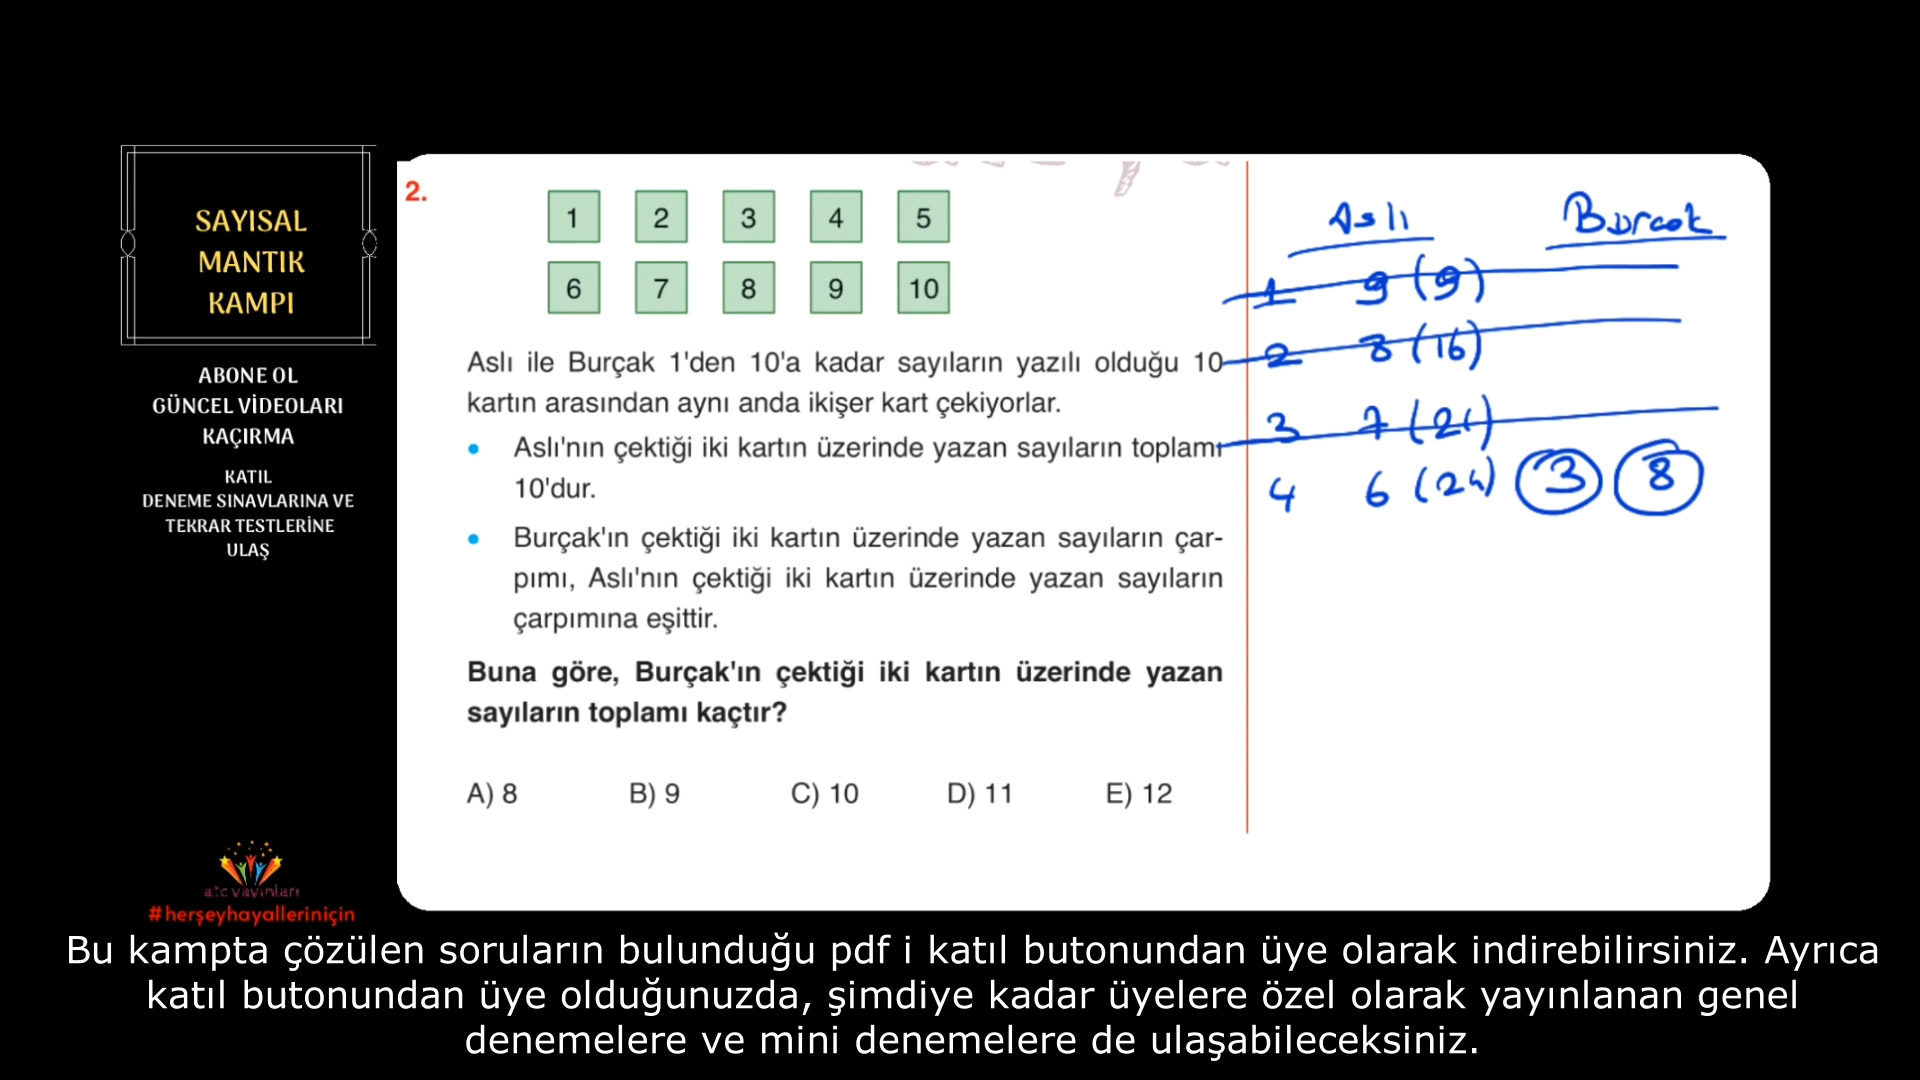 SAYISAL
MANTIK
KAMPI
ABONE OL
GÜNCEL VİDEOLARI
KAÇIRMA
KATIL
DENEME SINAVLARINA VE
TEKRAR TESTLERİNE
ULAŞ
atc yayınları
#herşeyhayalleriniçin
2.
1 2 3 4 5
6 7 8 9 10
Aslı ile Burçak 1'den 10'a kadar sayıların yazılı olduğu 10
kartın arasından aynı anda ikişer kart çekiyorlar.
• Aslı'nın çektiği iki kartın üzerinde yazan sayıların toplamı
10'dur.
• Burçak'ın çektiği iki kartın üzerinde yazan sayıların çar-
pımı, Aslı'nın çektiği iki kartın üzerinde yazan sayıların
çarpımına eşittir.
Buna göre, Burçak'ın çektiği iki kartın üzerinde yazan
sayıların toplamı kaçtır?
A) 8 B) 9 C) 10 D) 11 E) 12
Aslı Burcak
1 9 (9)
2 8 (16)
3 7 (21)
4 6 (24) 3 8
Bu kampta çözülen soruların bulunduğu pdf i katıl butonundan üye olarak indirebilirsiniz. Ayrıca
katıl butonundan üye olduğunuzda, şimdiye kadar üyelere özel olarak yayınlanan genel
denemelere ve mini denemelere de ulaşabileceksiniz.